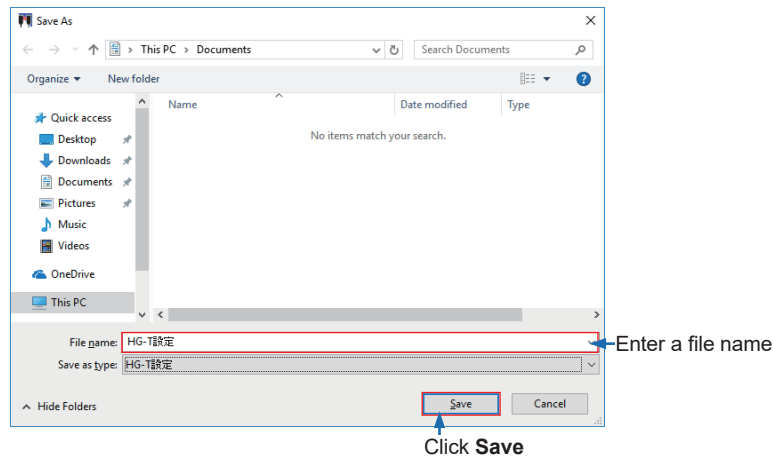 Save As
This PC > Documents
Search Documents
Organize
New folder
Name
Date modified
Type
Quick access
No items match your search.
Desktop
Downloads
Documents
Pictures
Music
Videos
OneDrive
This PC
File name: HG-T設定
Enter a file name
Save as type: HG-T設定
Hide Folders
Save
Cancel
Click Save